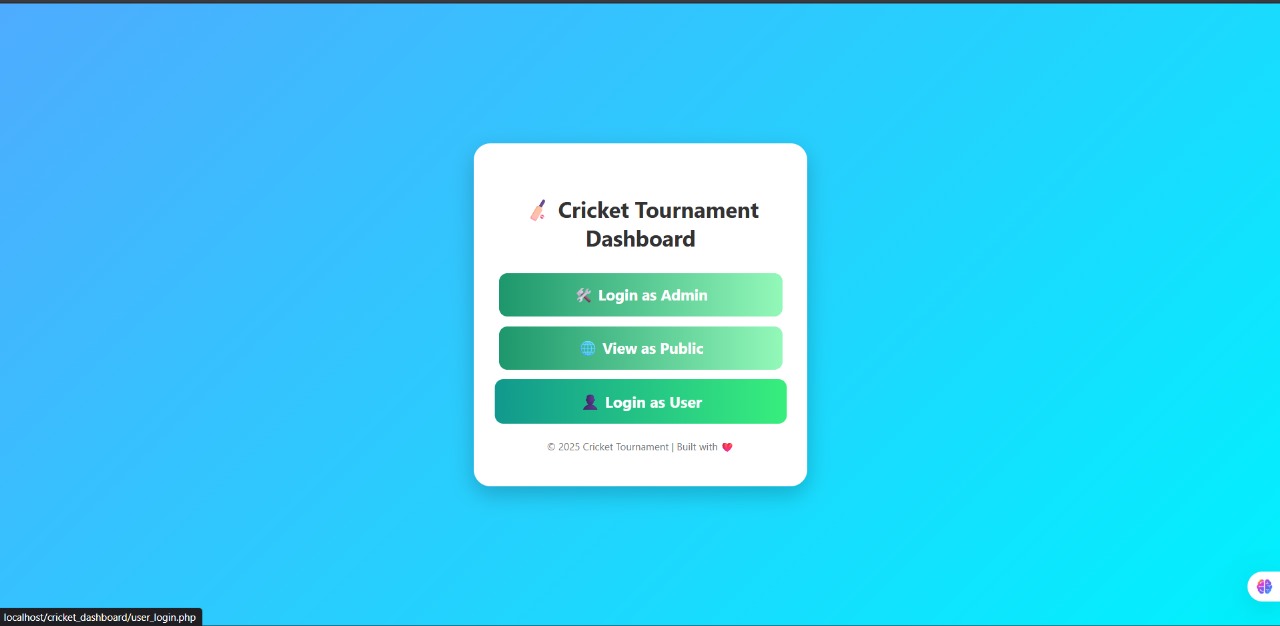 🏏 Cricket Tournament
Dashboard
🛠️ Login as Admin
🌐 View as Public
👤 Login as User
© 2025 Cricket Tournament | Built with ❤️
localhost/cricket_dashboard/user_login.php